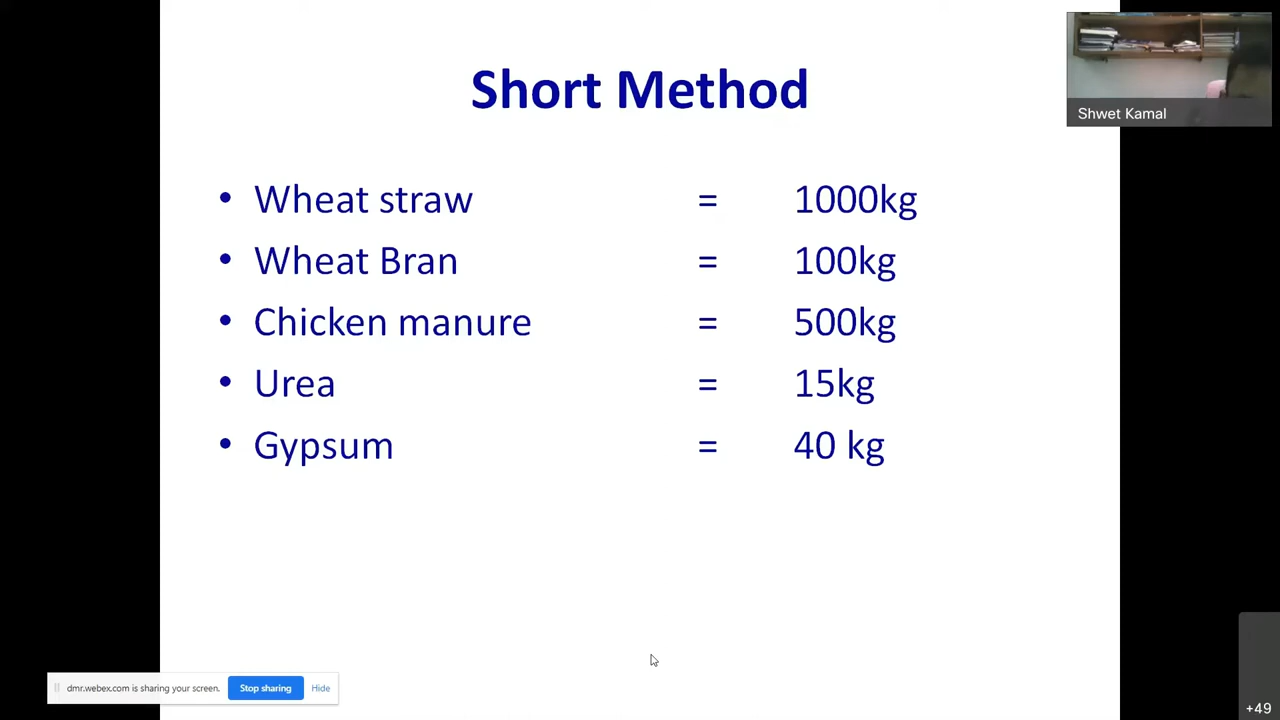 Short Method
Shwet Kamal
• Wheat straw = 1000kg
• Wheat Bran = 100kg
• Chicken manure = 500kg
• Urea = 15kg
• Gypsum = 40 kg
dmr.webex.com is sharing your screen. Stop sharing Hide
+49